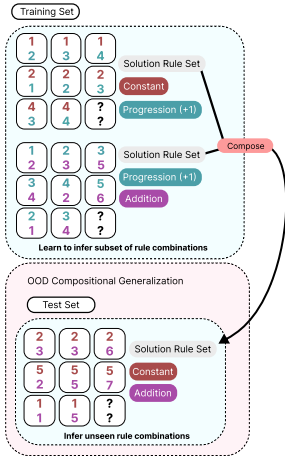 Training Set
1 1 1
2 3 4
Solution Rule Set
2 2 2
1 2 3
Constant
4 4 ?
3 4 ?
Progression (+1)
Compose
1 2 3
2 3 5
Solution Rule Set
3 4 5
4 2 6
Progression (+1)
Addition
2 3 ?
1 4 ?
Learn to infer subset of rule combinations
OOD Compositional Generalization
Test Set
2 2 2
3 3 6
Solution Rule Set
5 5 5
2 5 7
Constant
Addition
1 1 ?
1 5 ?
Infer unseen rule combinations